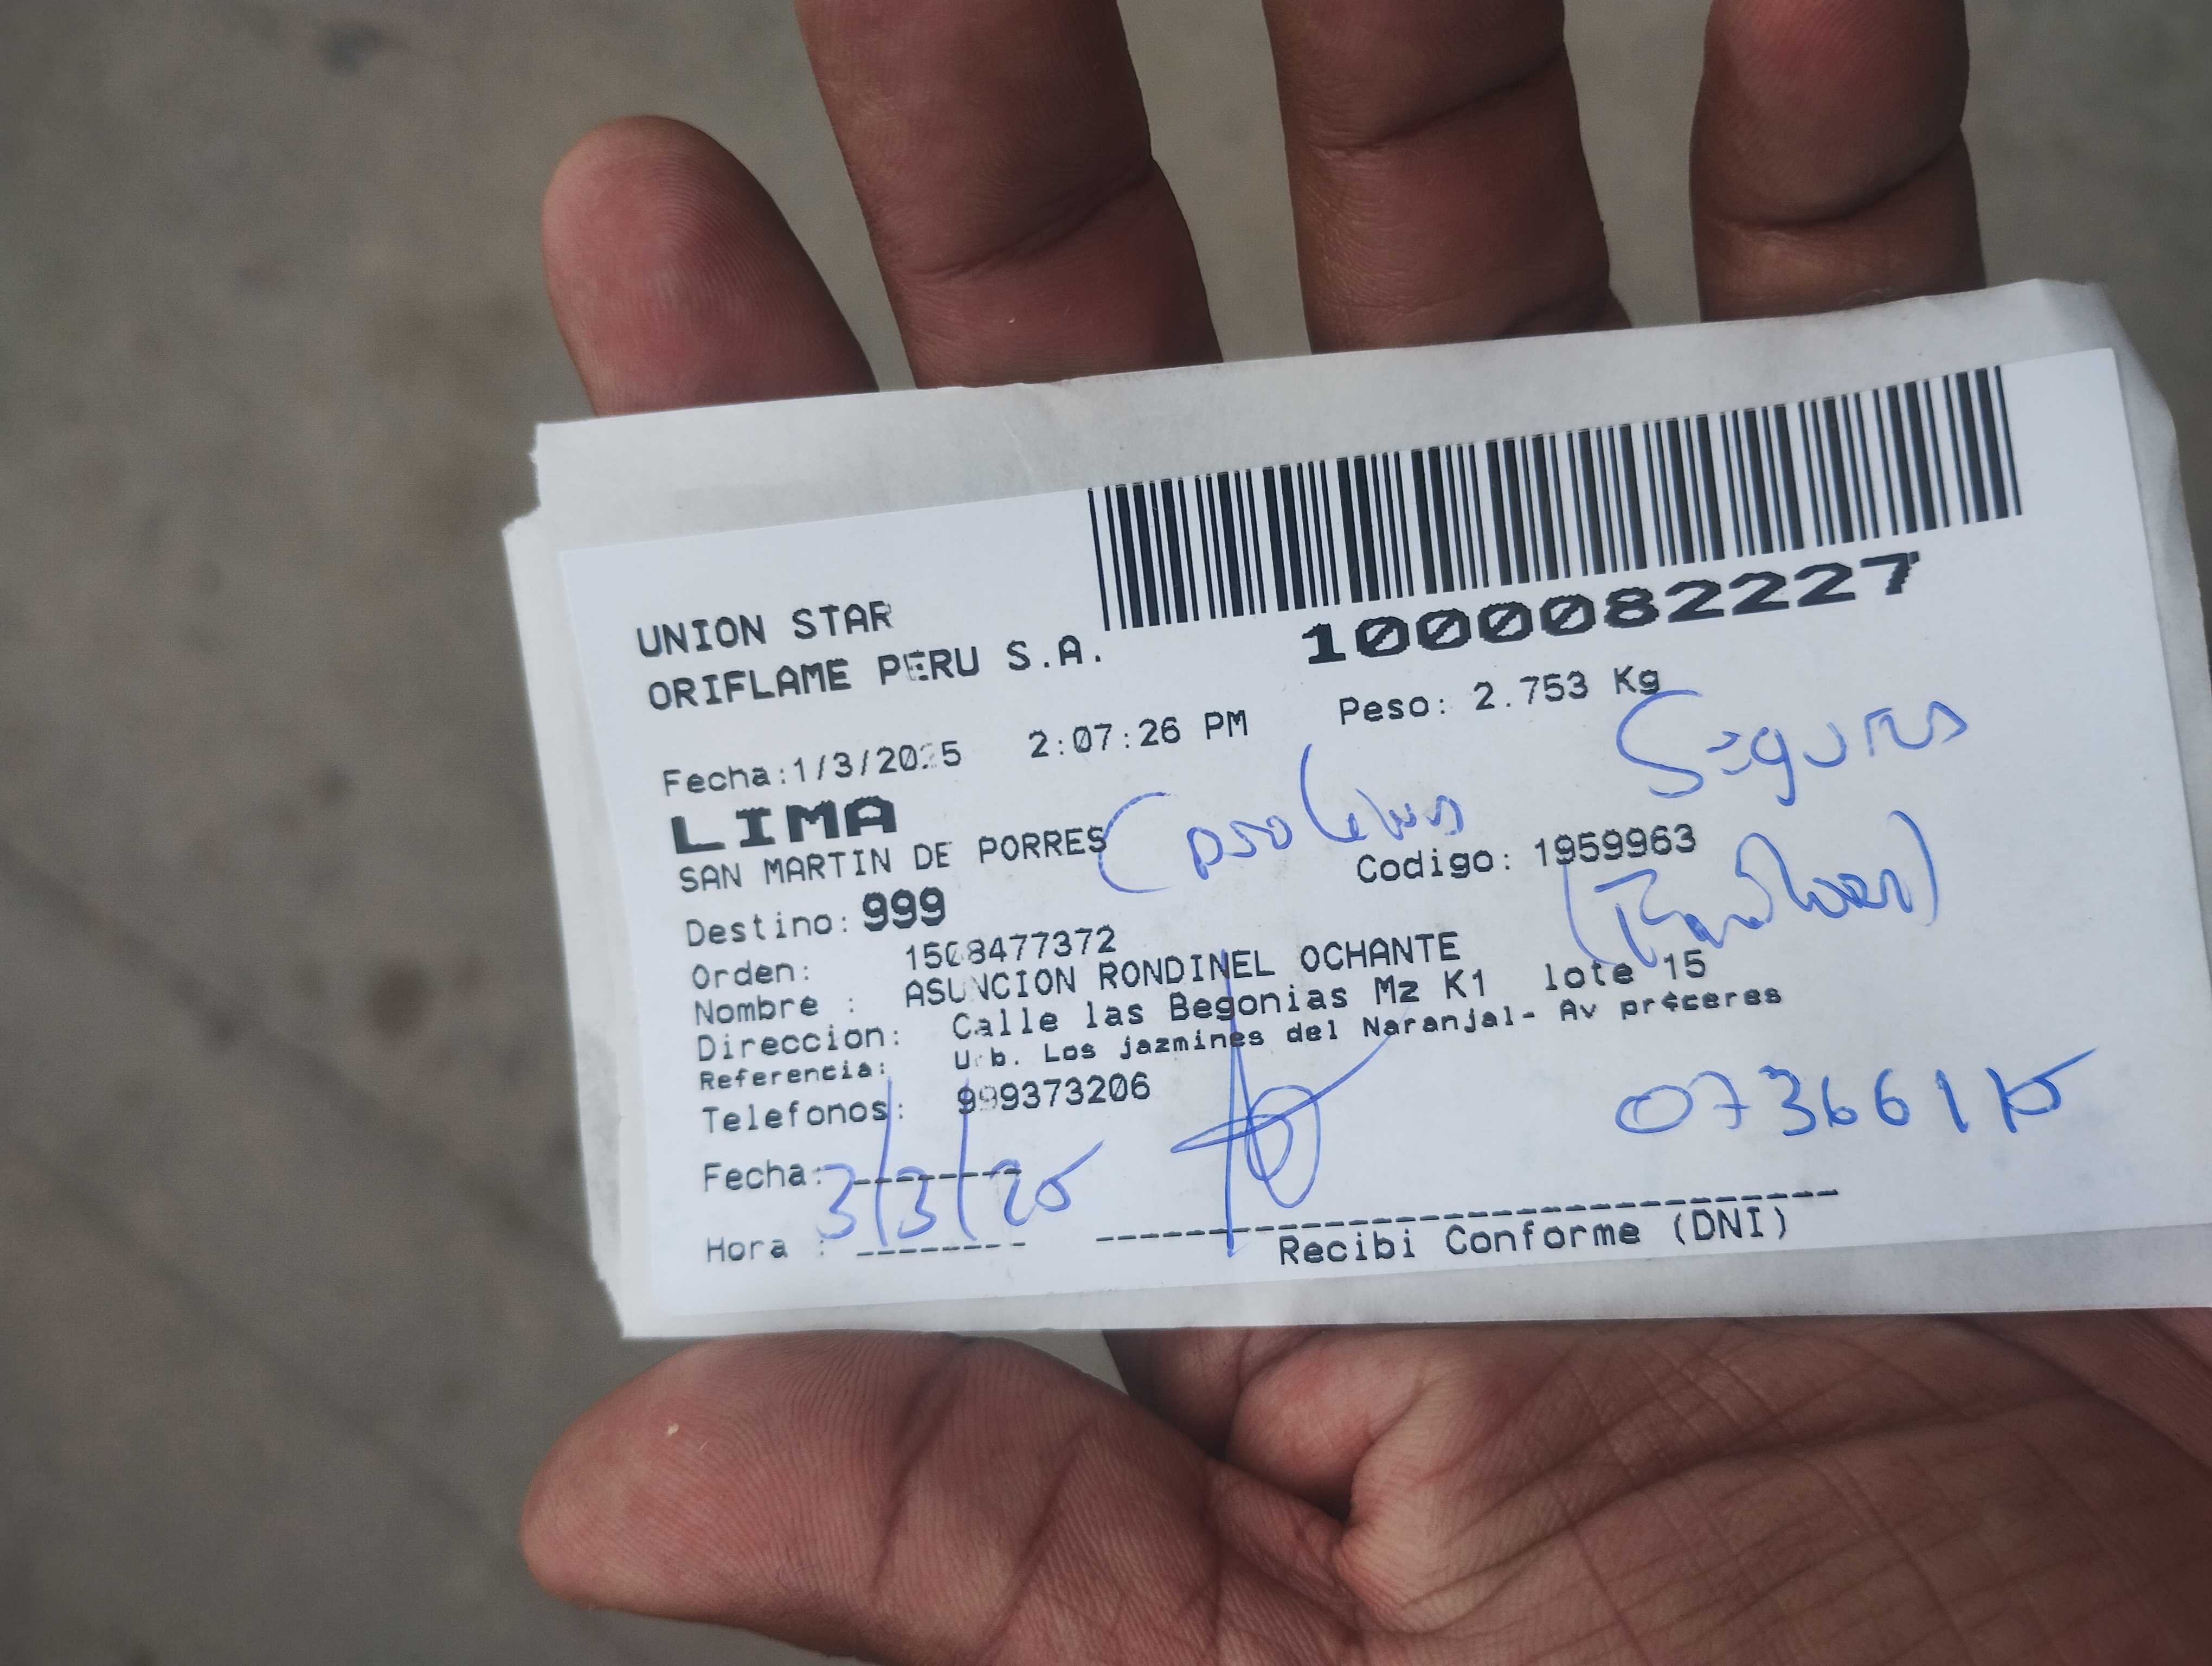 1000082227
UNION STAR
ORIFLAME PERU S.A.
Fecha:1/3/2025 2:07:26 PM Peso: 2.753 Kg
Seguros
LIMA
SAN MARTIN DE PORRES
Codigo: 1959963
Destino: 999
Orden: 1508477372
Nombre : ASUNCION RONDINEL OCHANTE
Direccion: Calle las Begonias Mz K1 lote 15
Referencia: Urb. Los jazmines del Naranjal- Av pr¢ceres
Telefonos: 999373206
07366115
Fecha: 3/3/25
Hora :
Recibi Conforme (DNI)